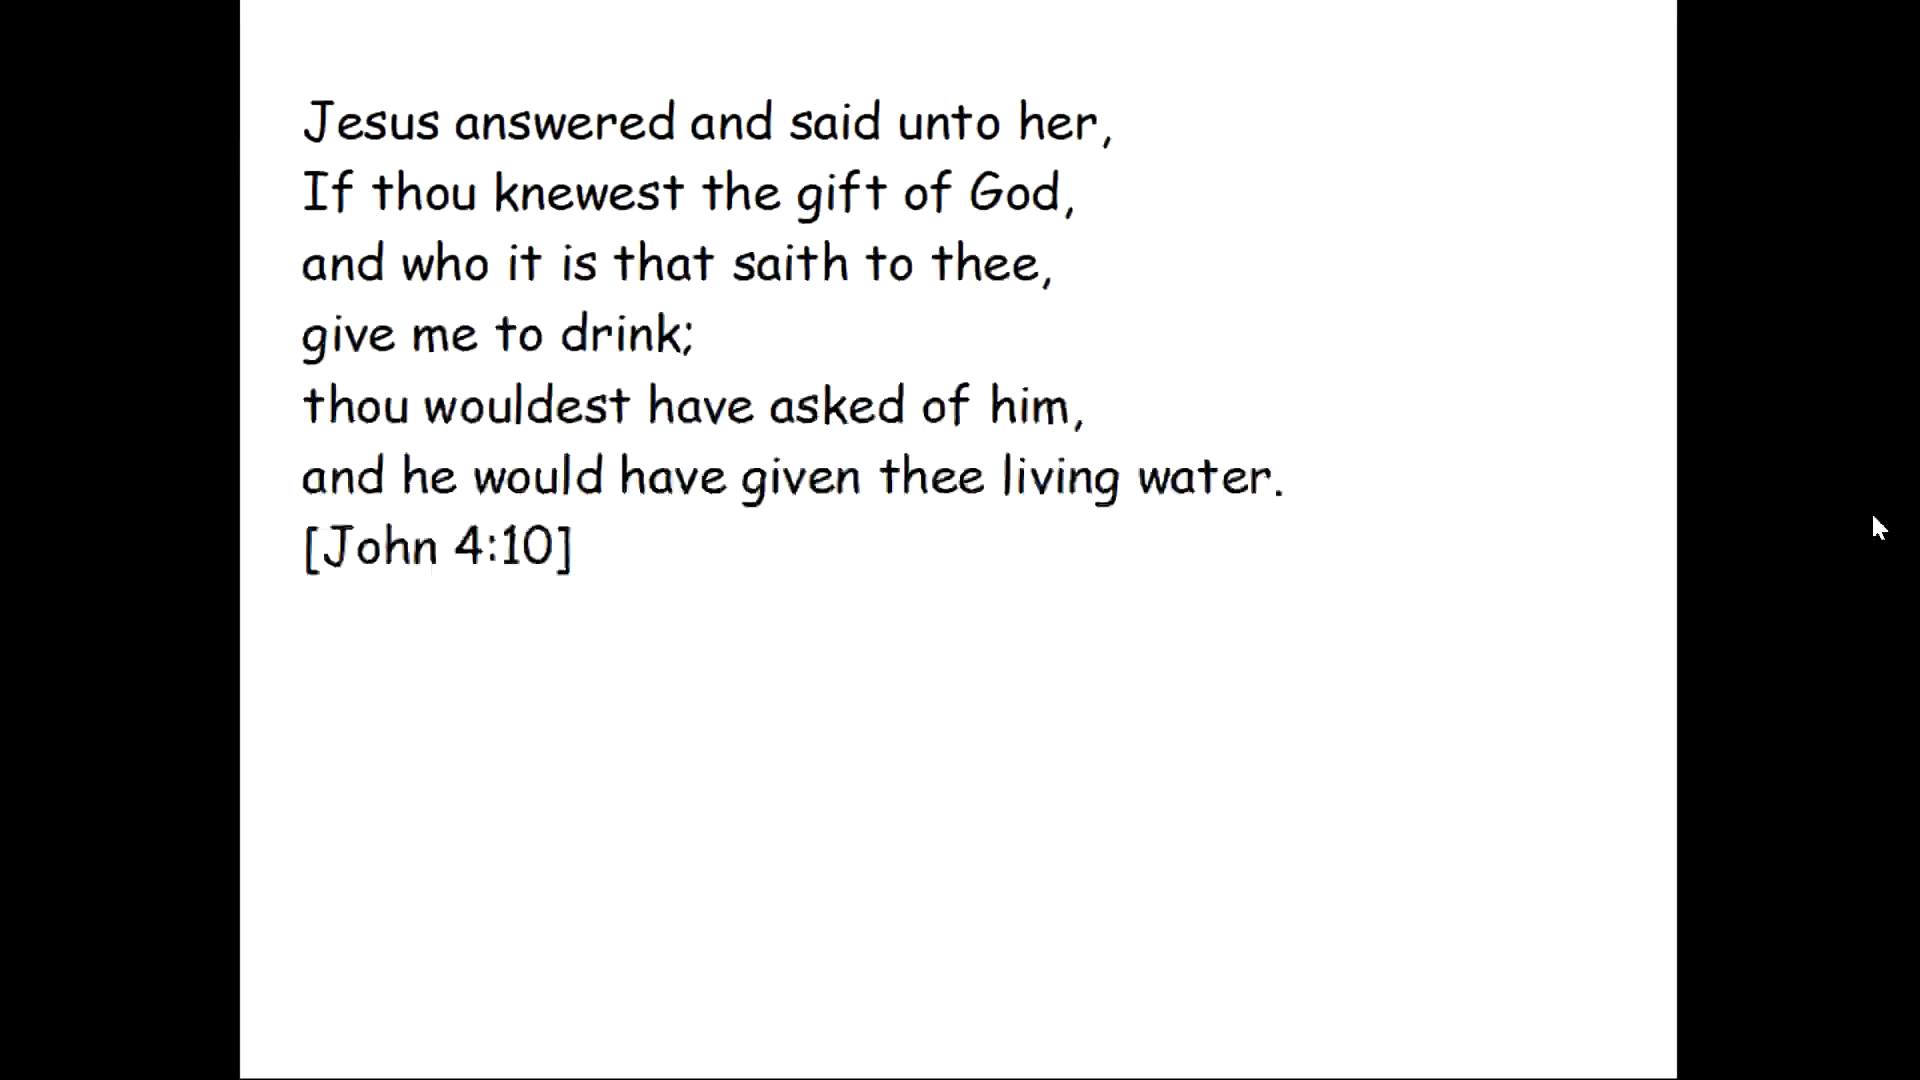 Jesus answered and said unto her,
If thou knewest the gift of God,
and who it is that saith to thee,
give me to drink;
thou wouldest have asked of him,
and he would have given thee living water.
[John 4:10]